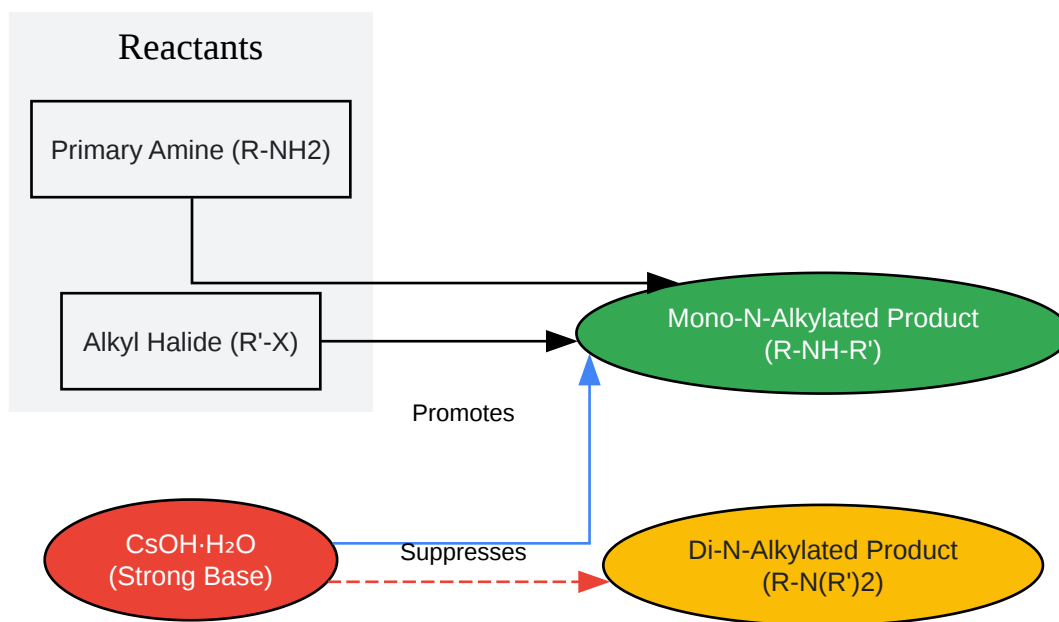 Reactants
Primary Amine (R-NH2)
Alkyl Halide (R'-X)
Mono-N-Alkylated Product
(R-NH-R')
Promotes
CsOH·H₂O
(Strong Base)
Suppresses
Di-N-Alkylated Product
(R-N(R')2)